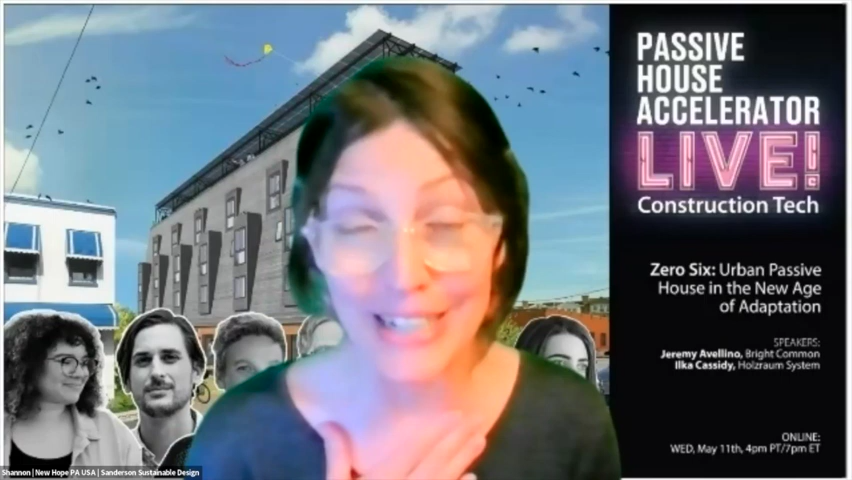 PASSIVE
HOUSE
ACCELERATOR
LIVE!
Construction Tech
Zero Six: Urban Passive
House in the New Age
of Adaptation
SPEAKERS:
Jeremy Avellino, Bright Common
Ilka Cassidy, Holzraum System
ONLINE:
WED, May 11th, 4pm PT/7pm ET
Shannon | New Hope PA USA | Sanderson Sustainable Design